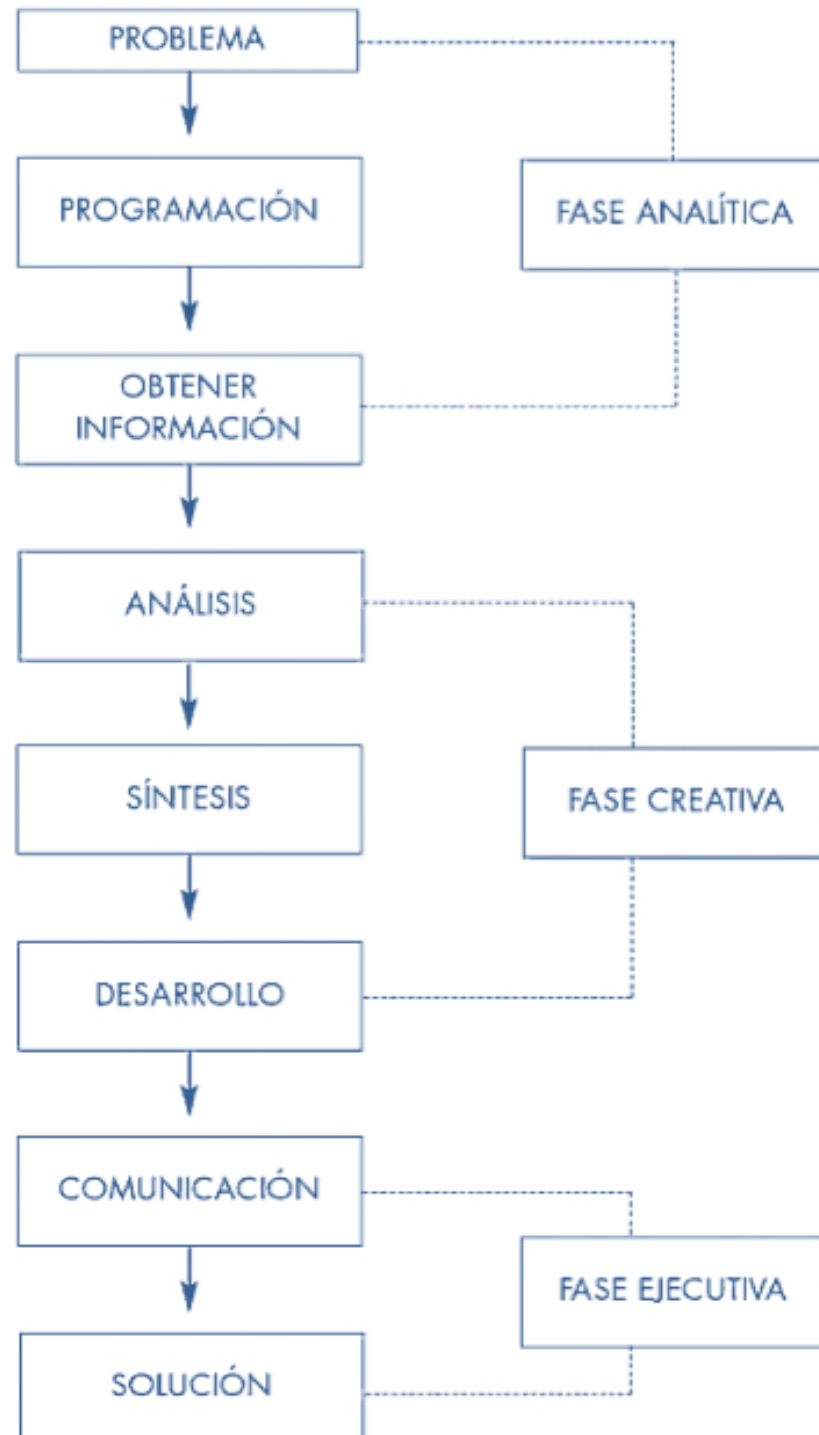 PROBLEMA
PROGRAMACIÓN
FASE ANALÍTICA
OBTENER
INFORMACIÓN
ANÁLISIS
SÍNTESIS
FASE CREATIVA
DESARROLLO
COMUNICACIÓN
FASE EJECUTIVA
SOLUCIÓN